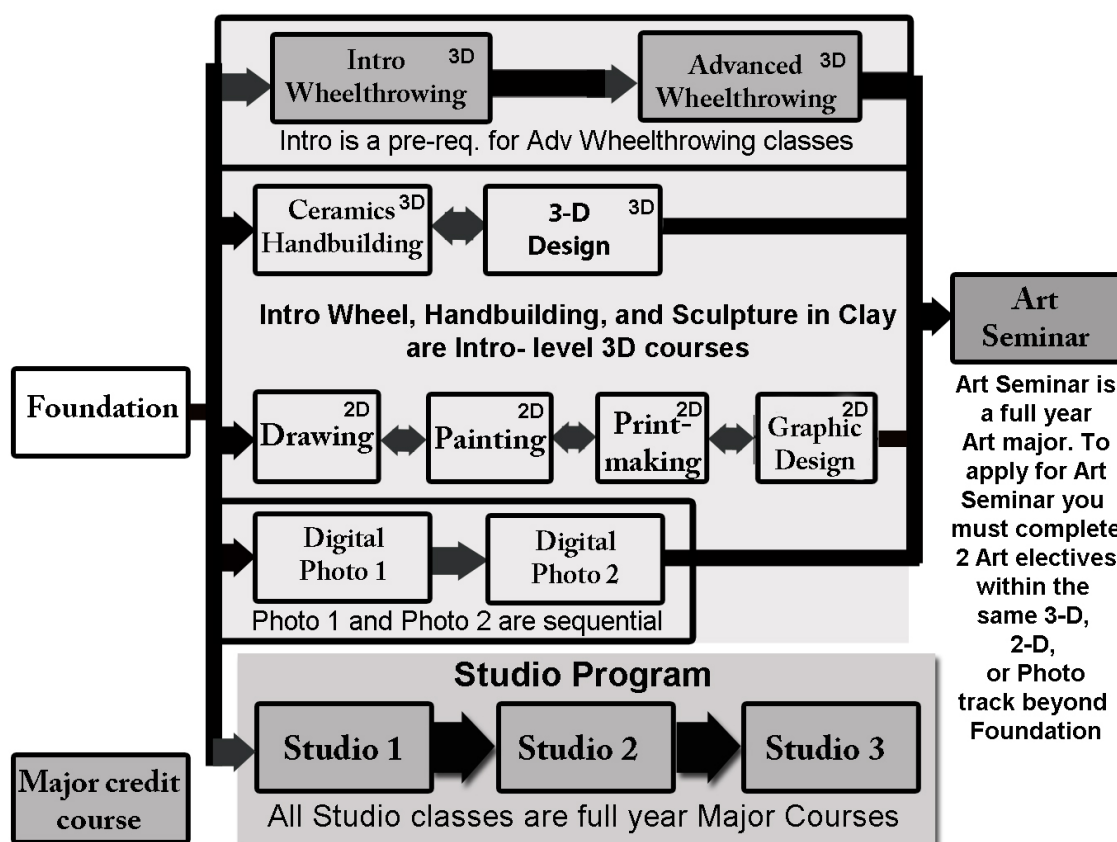 Intro 3D
Wheelthrowing
Advanced 3D
Wheelthrowing
Intro is a pre-req. for Adv Wheelthrowing classes
Ceramics 3D
Handbuilding
3-D 3D
Design
Intro Wheel, Handbuilding, and Sculpture in Clay
are Intro- level 3D courses
Foundation
2D
Drawing
2D
Painting
2D
Print-
making
2D
Graphic
Design
Digital
Photo 1
Digital
Photo 2
Photo 1 and Photo 2 are sequential
Art
Seminar
Art Seminar is
a full year
Art major. To
apply for Art
Seminar you
must complete
2 Art electives
within the
same 3-D,
2-D,
or Photo
track beyond
Foundation
Studio Program
Studio 1
Studio 2
Studio 3
All Studio classes are full year Major Courses
Major credit
course